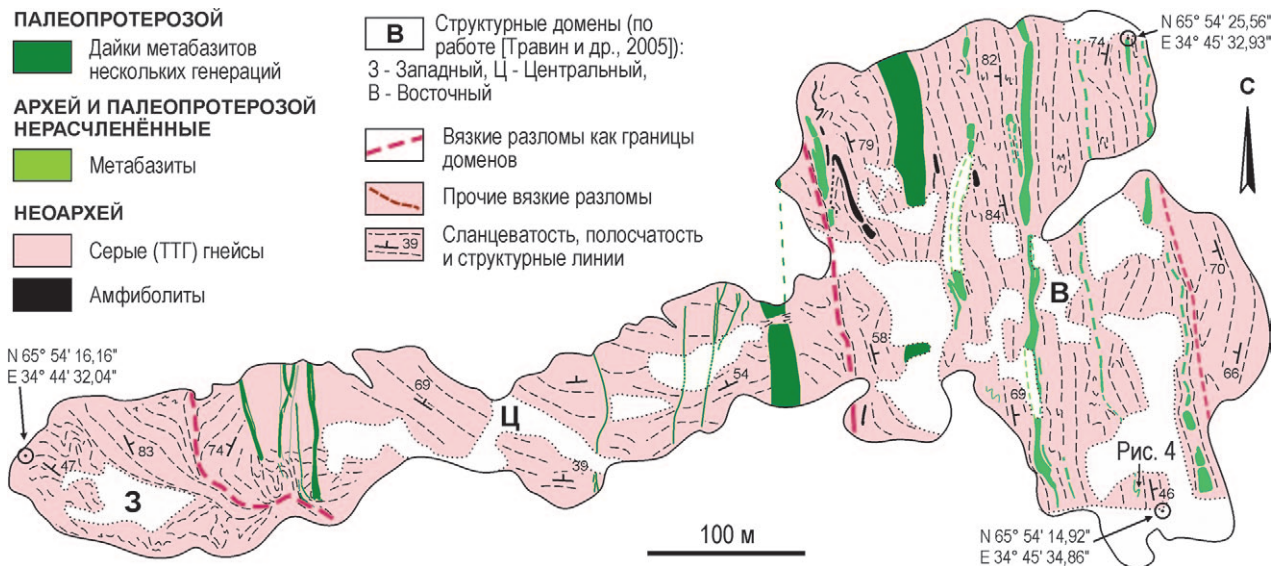 ПАЛЕОПРОТЕРОЗОЙ
Дайки метабазитов
нескольких генераций
АРХЕЙ И ПАЛЕОПРОТЕРОЗОЙ
НЕРАСЧЛЕНЁННЫЕ
Метабазиты
НЕОАРХЕЙ
Серые (ТТГ) гнейсы
Амфиболиты
В
Структурные домены (по
работе [Травин и др., 2005]):
З - Западный, Ц - Центральный,
В - Восточный
Вязкие разломы как границы
доменов
Прочие вязкие разломы
39
Сланцеватость, полосчатость
и структурные линии
N 65° 54' 25,56"
E 34° 45' 32,93"
С
74
82
79
84
70
В
58
66
54
69
69
N 65° 54' 16,16"
E 34° 44' 32,04"
Ц
83
74
47
39
З
Рис. 4
46
100 м
N 65° 54' 14,92"
E 34° 45' 34,86"